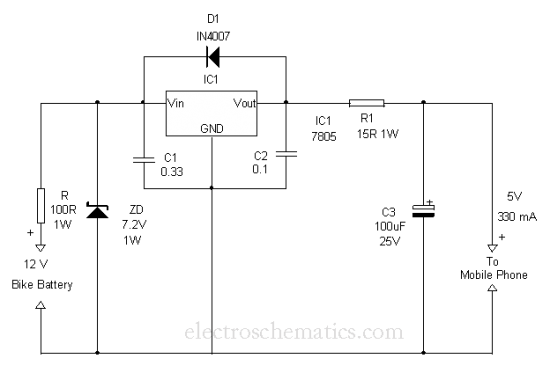 D1
IN4007
IC1
Vin
Vout
GND
IC1
7805
R1
15R 1W
C1
0.33
C2
0.1
R
100R
1W
+
12 V
Bike Battery
ZD
7.2V
1W
C3
100uF
25V
+
5V
330 mA
+
To
Mobile Phone
electroschematics.com